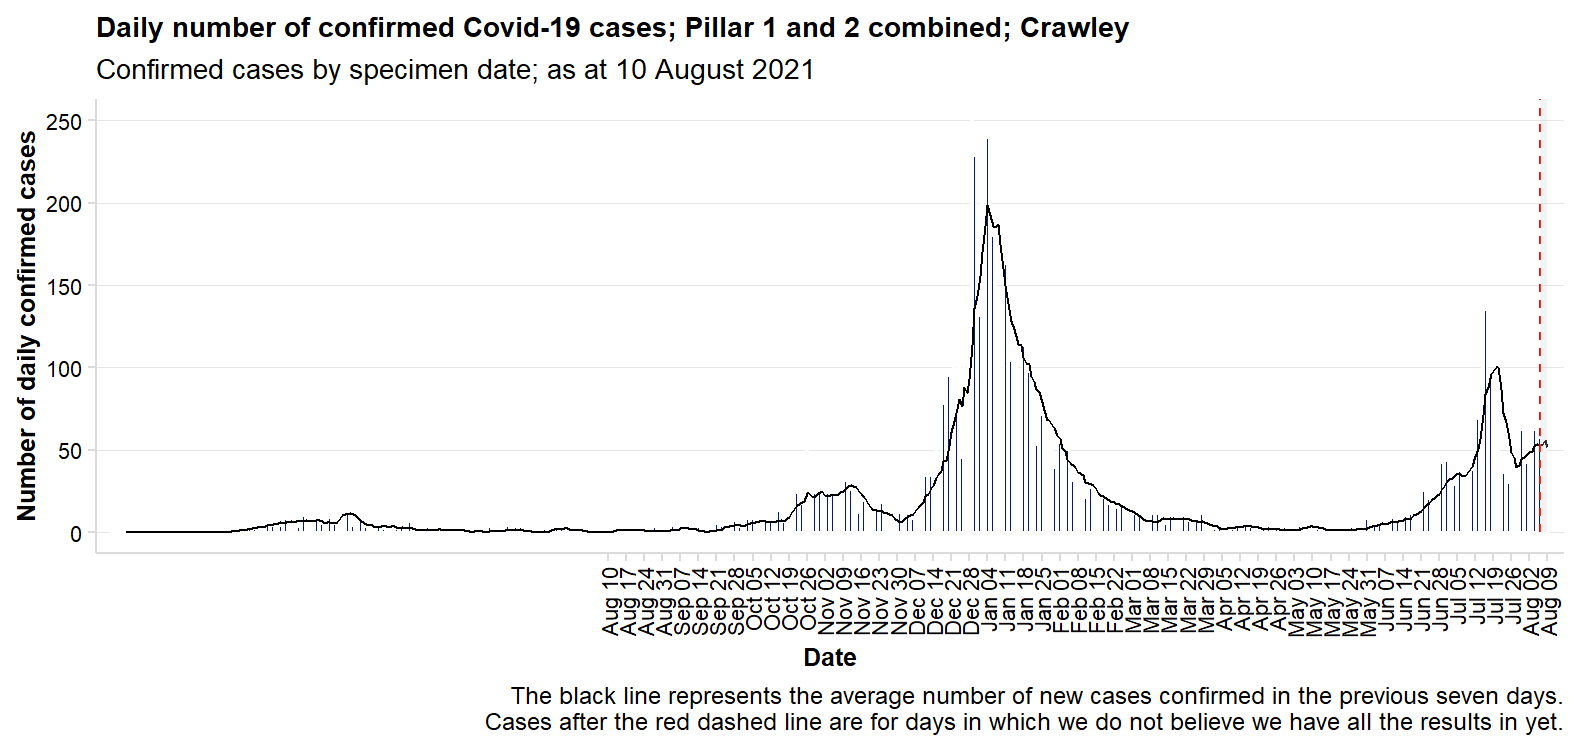 Daily number of confirmed Covid-19 cases; Pillar 1 and 2 combined; Crawley
Confirmed cases by specimen date; as at 10 August 2021
Number of daily confirmed cases
250
200
150
100
50
0
Aug 10
Aug 17
Aug 24
Aug 31
Sep 07
Sep 14
Sep 21
Sep 28
Oct 05
Oct 12
Oct 19
Oct 26
Nov 02
Nov 09
Nov 16
Nov 23
Nov 30
Dec 07
Dec 14
Dec 21
Dec 28
Jan 04
Jan 11
Jan 18
Jan 25
Feb 01
Feb 08
Feb 15
Feb 22
Mar 01
Mar 08
Mar 15
Mar 22
Mar 29
Apr 05
Apr 12
Apr 19
Apr 26
May 03
May 10
May 17
May 24
May 31
Jun 07
Jun 14
Jun 21
Jun 28
Jul 05
Jul 12
Jul 19
Jul 26
Aug 02
Aug 09
Date
The black line represents the average number of new cases confirmed in the previous seven days.
Cases after the red dashed line are for days in which we do not believe we have all the results in yet.